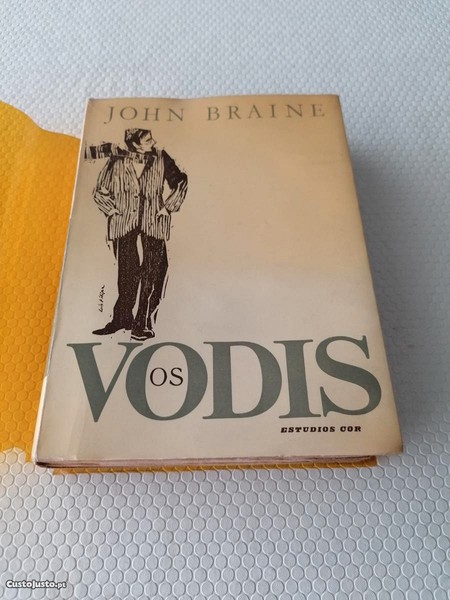 JOHN BRAINE
OS
VODIS
ESTUDIOS COR
© Custojusto.pt